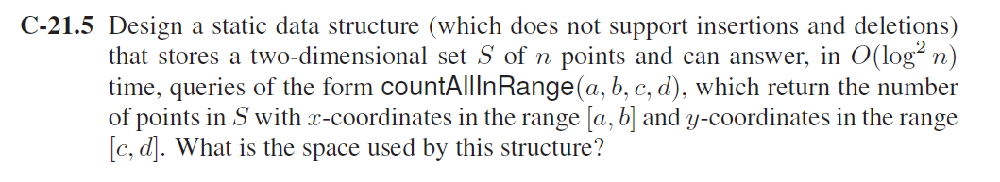 C-21.5 Design a static data structure (which does not support insertions and deletions)
that stores a two-dimensional set S of n points and can answer, in O(log² n)
time, queries of the form countAllInRange(a, b, c, d), which return the number
of points in S with x-coordinates in the range [a, b] and y-coordinates in the range
[c, d]. What is the space used by this structure?